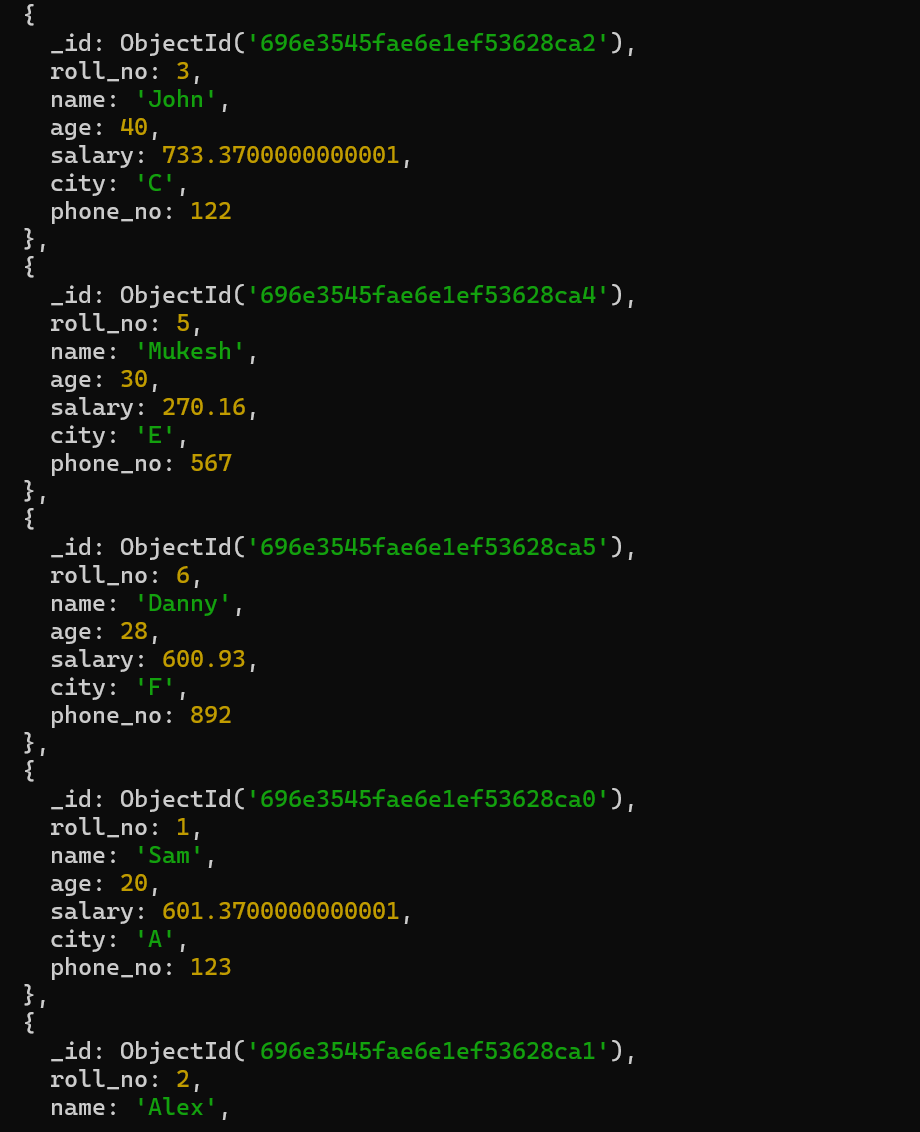 {
_id: ObjectId('696e3545fae6e1ef53628ca2'),
roll_no: 3,
name: 'John',
age: 40,
salary: 733.3700000000001,
city: 'C',
phone_no: 122
},
{
_id: ObjectId('696e3545fae6e1ef53628ca4'),
roll_no: 5,
name: 'Mukesh',
age: 30,
salary: 270.16,
city: 'E',
phone_no: 567
},
{
_id: ObjectId('696e3545fae6e1ef53628ca5'),
roll_no: 6,
name: 'Danny',
age: 28,
salary: 600.93,
city: 'F',
phone_no: 892
},
{
_id: ObjectId('696e3545fae6e1ef53628ca0'),
roll_no: 1,
name: 'Sam',
age: 20,
salary: 601.3700000000001,
city: 'A',
phone_no: 123
},
{
_id: ObjectId('696e3545fae6e1ef53628ca1'),
roll_no: 2,
name: 'Alex',